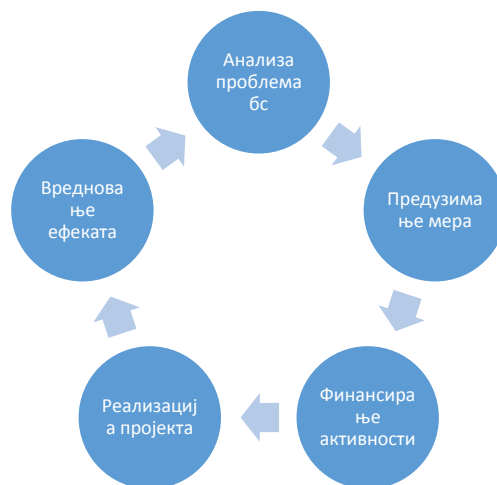 Анализа
проблема
бс
Предузима
ње мера
Финансира
ње
активности
Реализациј
а пројекта
Вреднова
ње
ефеката